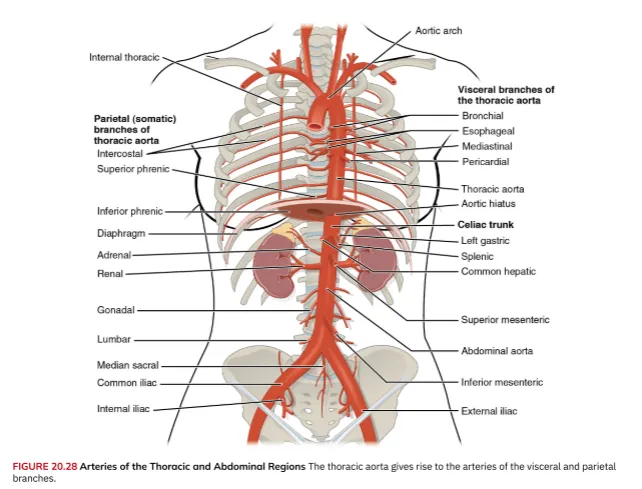 Aortic arch
Internal thoracic
Visceral branches of
the thoracic aorta
Bronchial
Esophageal
Mediastinal
Pericardial
Parietal (somatic)
branches of
thoracic aorta
Intercostal
Superior phrenic
Thoracic aorta
Aortic hiatus
Inferior phrenic
Diaphragm
Adrenal
Renal
Celiac trunk
Left gastric
Splenic
Common hepatic
Gonadal
Superior mesenteric
Lumbar
Abdominal aorta
Median sacral
Common iliac
Inferior mesenteric
Internal iliac
External iliac
FIGURE 20.28 Arteries of the Thoracic and Abdominal Regions The thoracic aorta gives rise to the arteries of the visceral and parietal
branches.